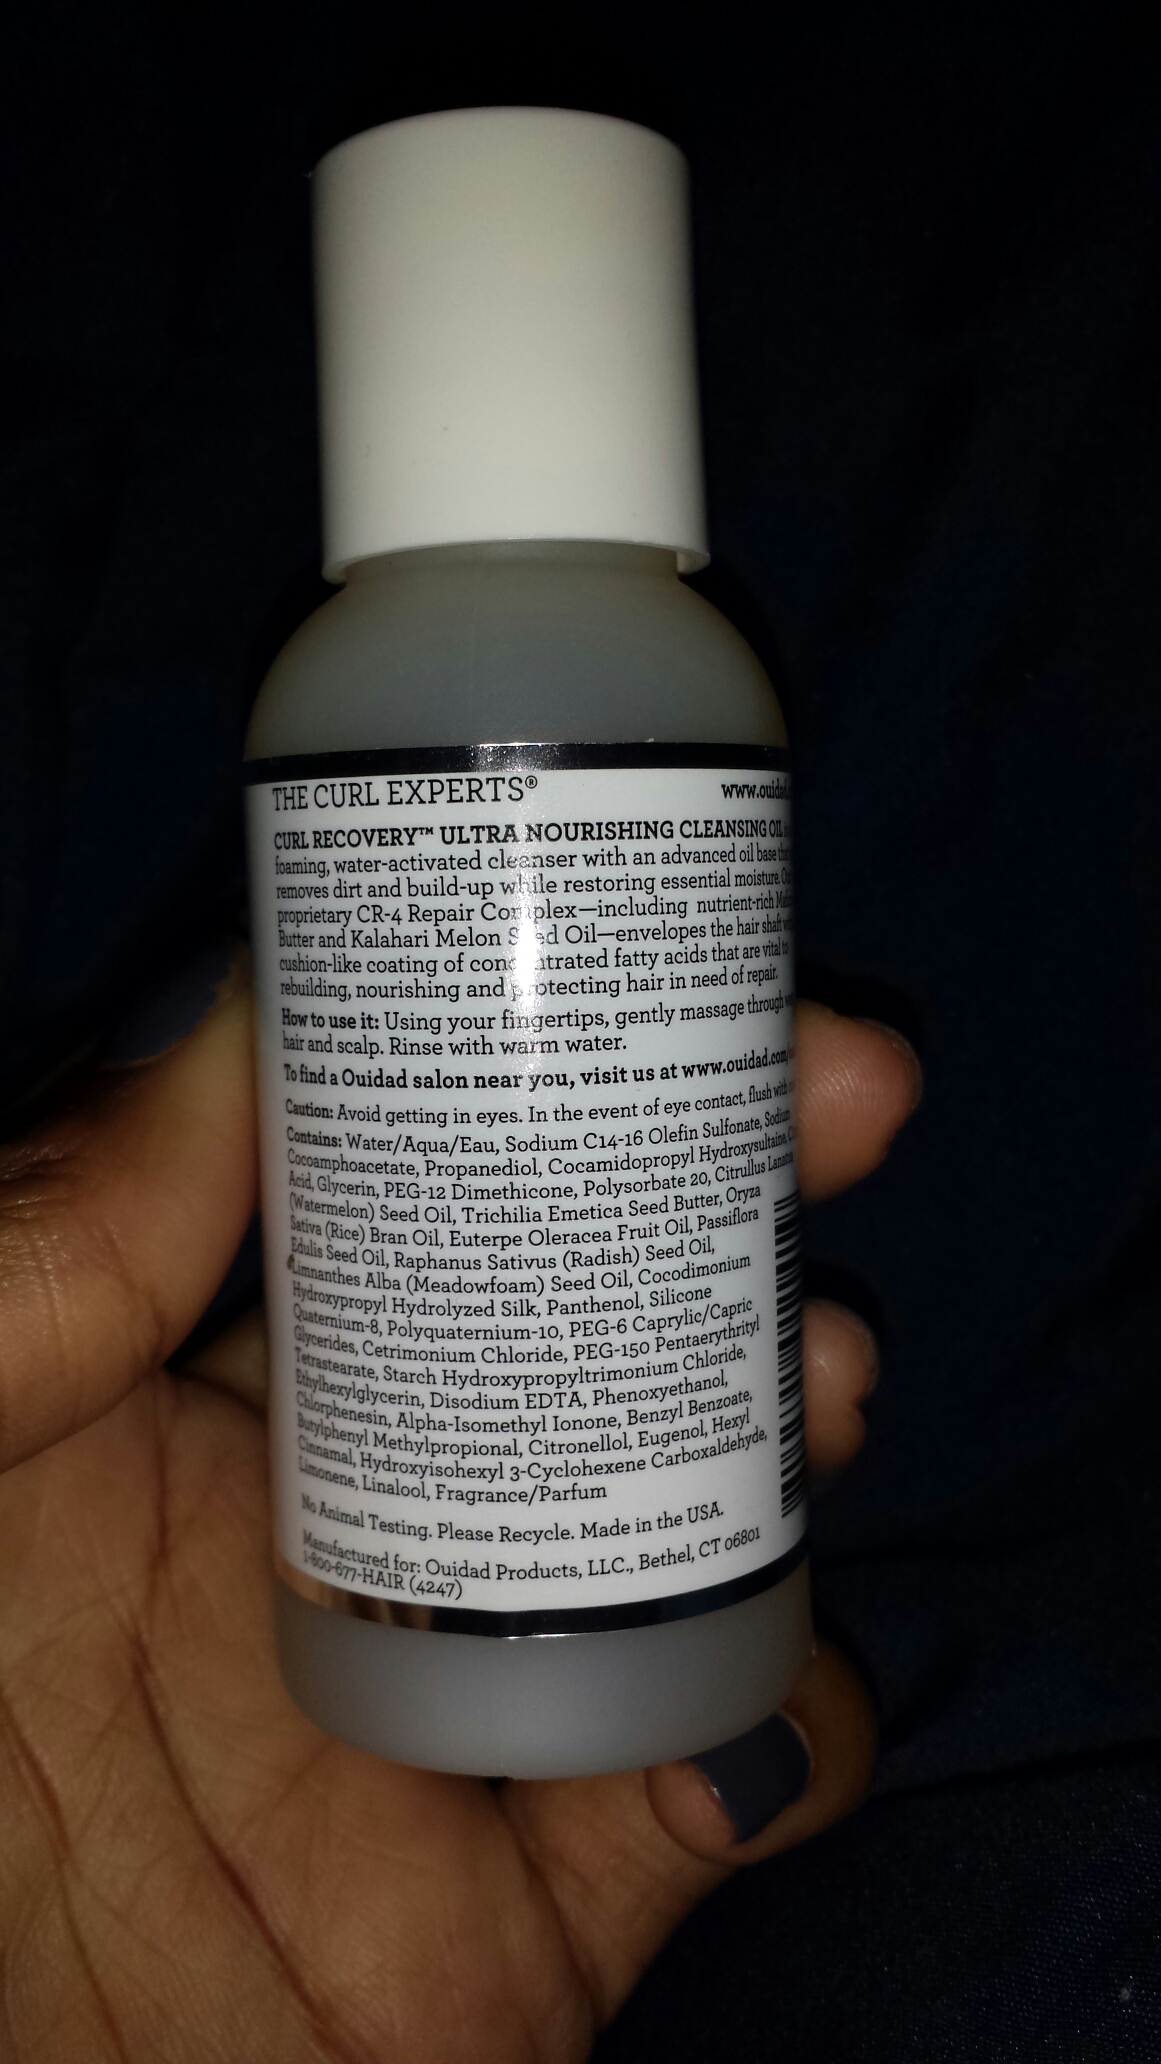 THE CURL EXPERTS®
www.ouidad.
CURL RECOVERY™ ULTRA NOURISHING CLEANSING OIL
foaming, water-activated cleanser with an advanced oil base
removes dirt and build-up while restoring essential moisture.
proprietary CR-4 Repair Complex—including nutrient-rich
Butter and Kalahari Melon Seed Oil—envelopes the hair shaft
cushion-like coating of concentrated fatty acids that are vital to
rebuilding, nourishing and protecting hair in need of repair.
How to use it: Using your fingertips, gently massage through
hair and scalp. Rinse with warm water.
To find a Ouidad salon near you, visit us at www.ouidad.com/
Caution: Avoid getting in eyes. In the event of eye contact, flush with
Contains: Water/Aqua/Eau, Sodium C14-16 Olefin Sulfonate, Sodium
Cocoamphoacetate, Propanediol, Cocamidopropyl Hydroxysultaine,
Acid, Glycerin, PEG-12 Dimethicone, Polysorbate 20, Citrullus Lanatus
(Watermelon) Seed Oil, Trichilia Emetica Seed Butter, Oryza
Sativa (Rice) Bran Oil, Euterpe Oleracea Fruit Oil, Passiflora
Edulis Seed Oil, Raphanus Sativus (Radish) Seed Oil,
Limnanthes Alba (Meadowfoam) Seed Oil, Cocodimonium
Hydroxypropyl Hydrolyzed Silk, Panthenol, Silicone
Quaternium-8, Polyquaternium-10, PEG-6 Caprylic/Capric
Glycerides, Cetrimonium Chloride, PEG-150 Pentaerythrityl
Tetrastearate, Starch Hydroxypropyltrimonium Chloride,
Ethylhexylglycerin, Disodium EDTA, Phenoxyethanol,
Chlorphenesin, Alpha-Isomethyl Ionone, Benzyl Benzoate,
Butylphenyl Methylpropional, Citronellol, Eugenol, Hexyl
Cinnamal, Hydroxyisohexyl 3-Cyclohexene Carboxaldehyde,
Limonene, Linalool, Fragrance/Parfum
No Animal Testing. Please Recycle. Made in the USA.
Manufactured for: Ouidad Products, LLC., Bethel, CT 06801
1-800-677-HAIR (4247)